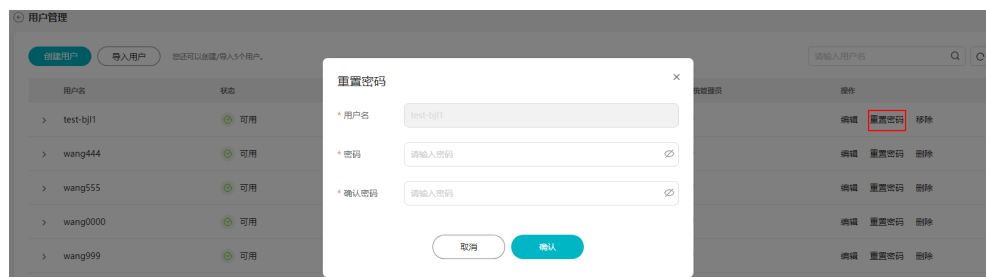 用户管理
创建用户 导入用户 您还可以创建/导入5个用户。 请输入用户名
重置密码
用户名 状态 统管理员 操作
* 用户名 test-bjl1
test-bjl1 可用 编辑 重置密码 移除
* 密码 请输入密码
wang444 可用 编辑 重置密码 删除
* 确认密码 请输入密码
wang555 可用 编辑 重置密码 删除
wang0000 可用 编辑 重置密码 删除
取消 确认
wang999 可用 编辑 重置密码 删除